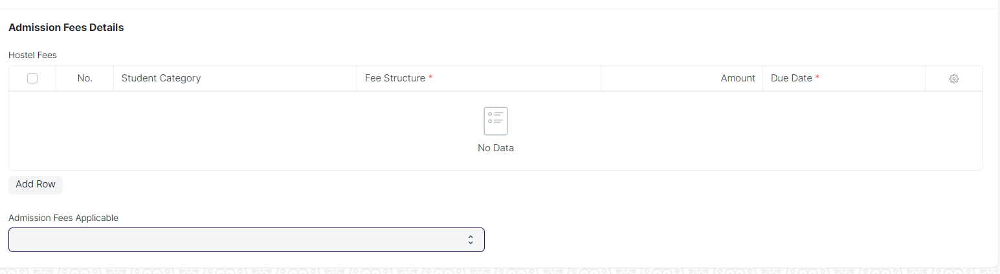 Admission Fees Details
Hostel Fees
No. Student Category Fee Structure * Amount Due Date *
No Data
Add Row
Admission Fees Applicable